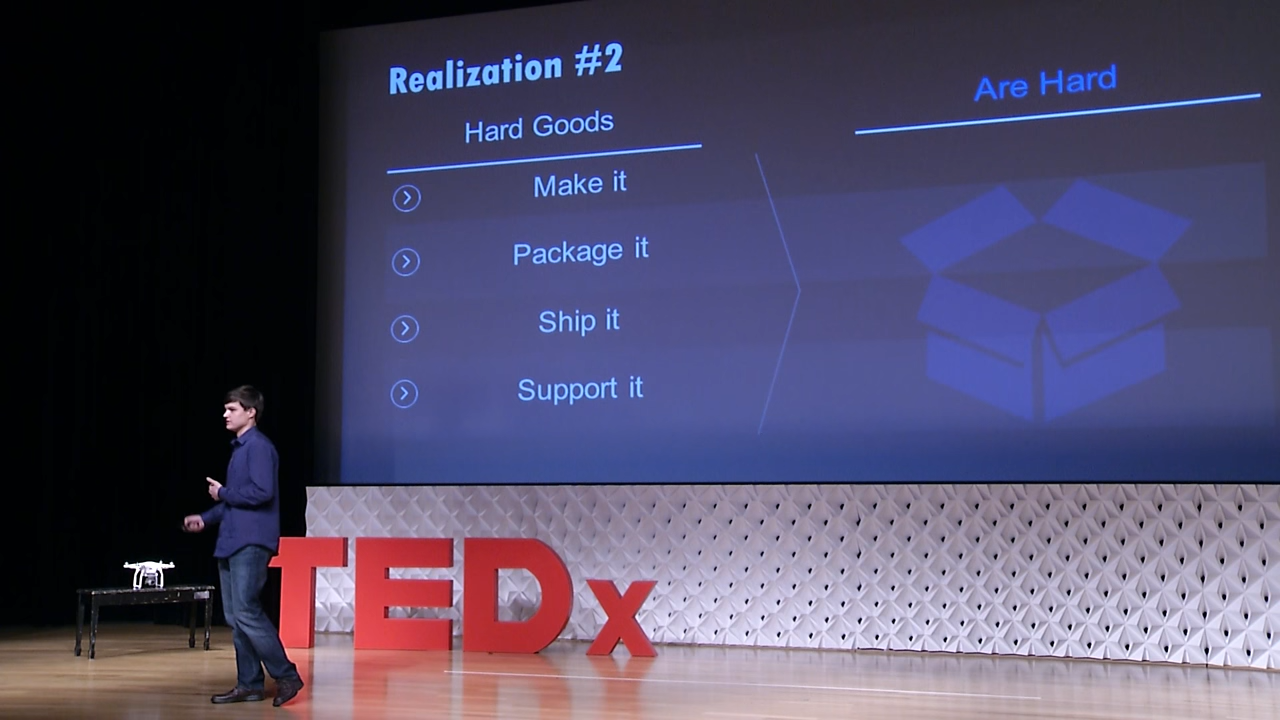 Realization #2
Hard Goods
Make it
Package it
Ship it
Support it
Are Hard
TEDx